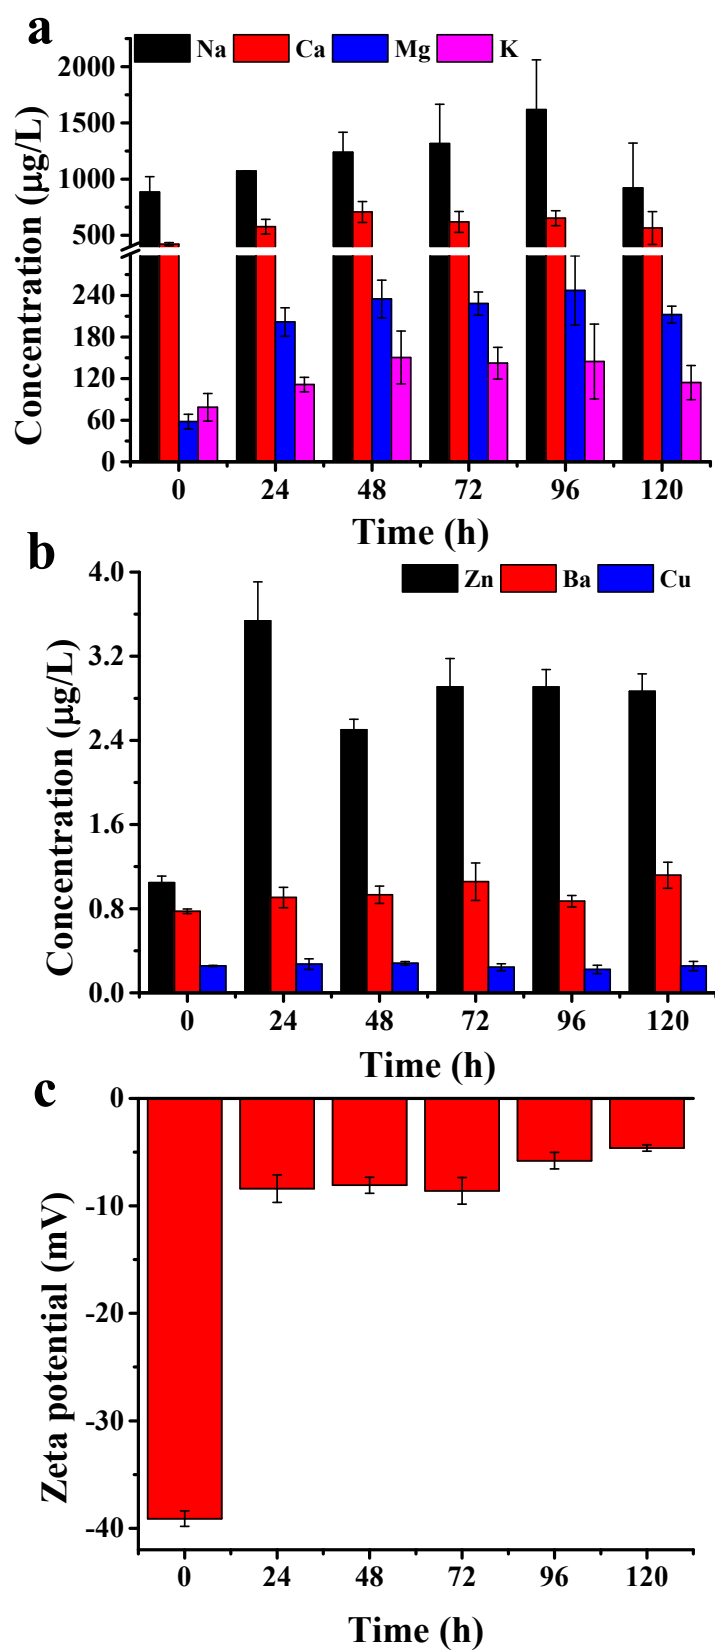 a
Na Ca Mg K
2000
1500
1000
500
240
180
120
60
0
Concentration (μg/L)
0 24 48 72 96 120
Time (h)
b
Zn Ba Cu
4.0
3.2
2.4
1.6
0.8
0.0
Concentration (μg/L)
0 24 48 72 96 120
Time (h)
c
0
-10
-20
-30
-40
Zeta potential (mV)
0 24 48 72 96 120
Time (h)